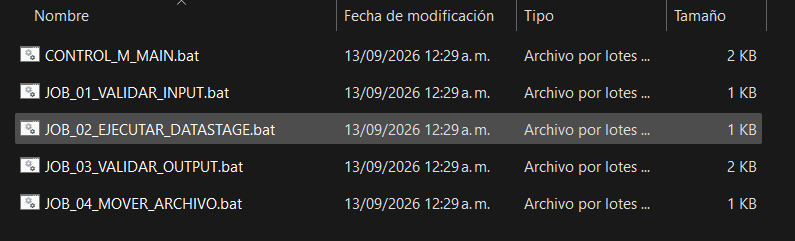 Nombre Fecha de modificación Tipo Tamaño
CONTROL_M_MAIN.bat 13/09/2026 12:29 a. m. Archivo por lotes ... 2 KB
JOB_01_VALIDAR_INPUT.bat 13/09/2026 12:29 a. m. Archivo por lotes ... 1 KB
JOB_02_EJECUTAR_DATASTAGE.bat 13/09/2026 12:29 a. m. Archivo por lotes ... 1 KB
JOB_03_VALIDAR_OUTPUT.bat 13/09/2026 12:29 a. m. Archivo por lotes ... 2 KB
JOB_04_MOVER_ARCHIVO.bat 13/09/2026 12:29 a. m. Archivo por lotes ... 1 KB